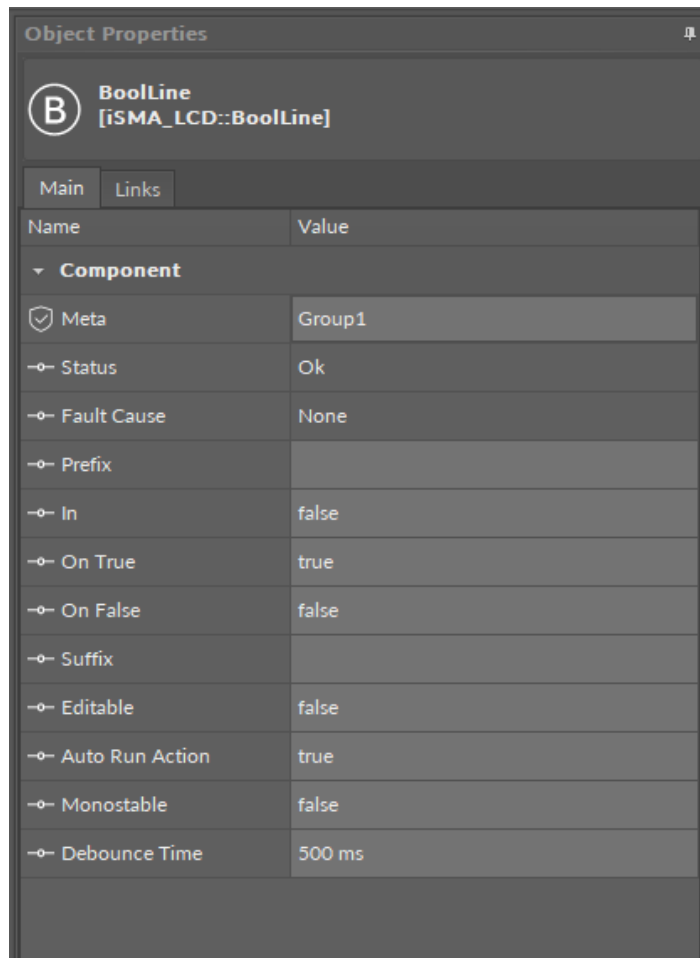 Object Properties
B
BoolLine
[iSMA_LCD::BoolLine]
Main Links
Name Value
Component
Meta Group1
Status Ok
Fault Cause None
Prefix
In false
On True true
On False false
Suffix
Editable false
Auto Run Action true
Monostable false
Debounce Time 500 ms